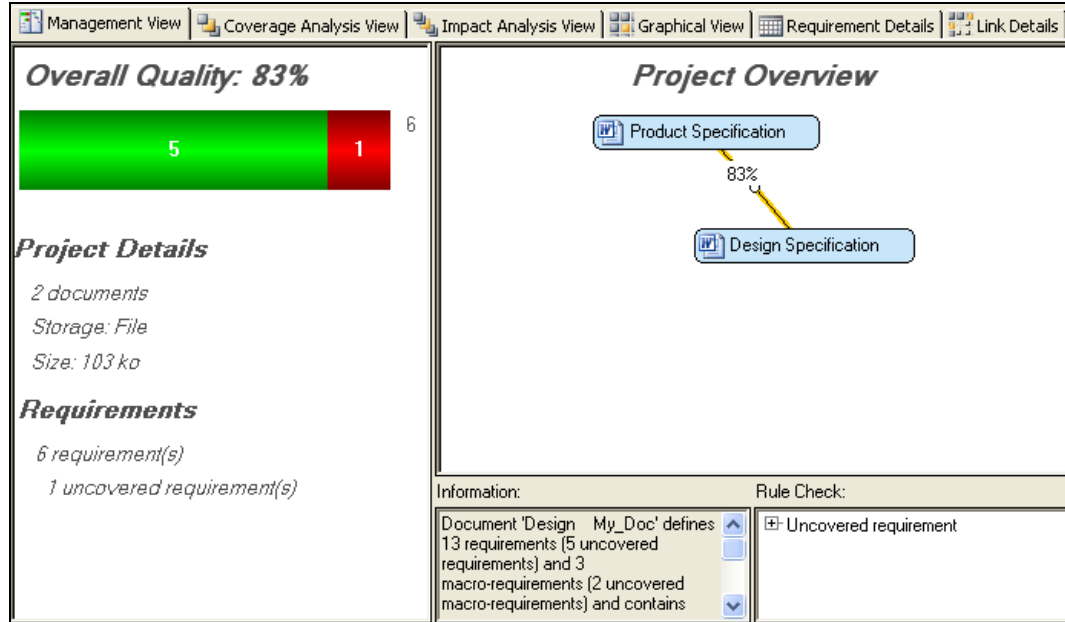 Management View Coverage Analysis View Impact Analysis View Graphical View Requirement Details Link Details
Overall Quality: 83%
5 1 6
Project Details
2 documents
Storage: File
Size: 103 ko
Requirements
6 requirement(s)
1 uncovered requirement(s)
Project Overview
Product Specification
83%
Design Specification
Information:
Document 'Design My_Doc' defines
13 requirements (5 uncovered
requirements) and 3
macro-requirements (2 uncovered
macro-requirements) and contains
Rule Check:
Uncovered requirement